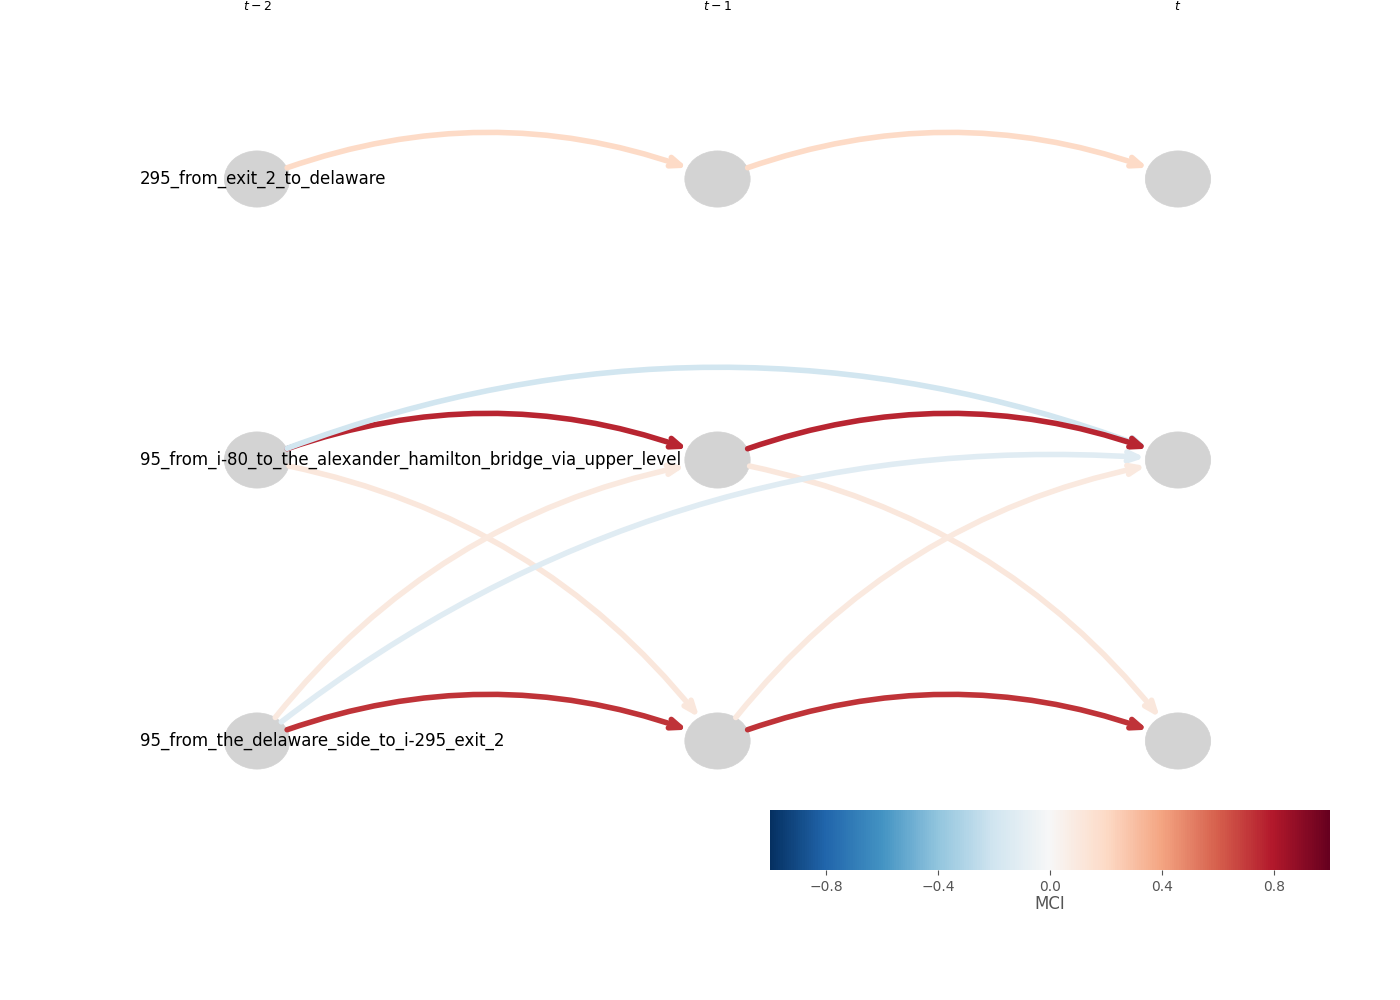 t − 2 t − 1 t
295_from_exit_2_to_delaware
95_from_i-80_to_the_alexander_hamilton_bridge_via_upper_level
95_from_the_delaware_side_to_i-295_exit_2
−0.8 −0.4 0.0 0.4 0.8
MCI